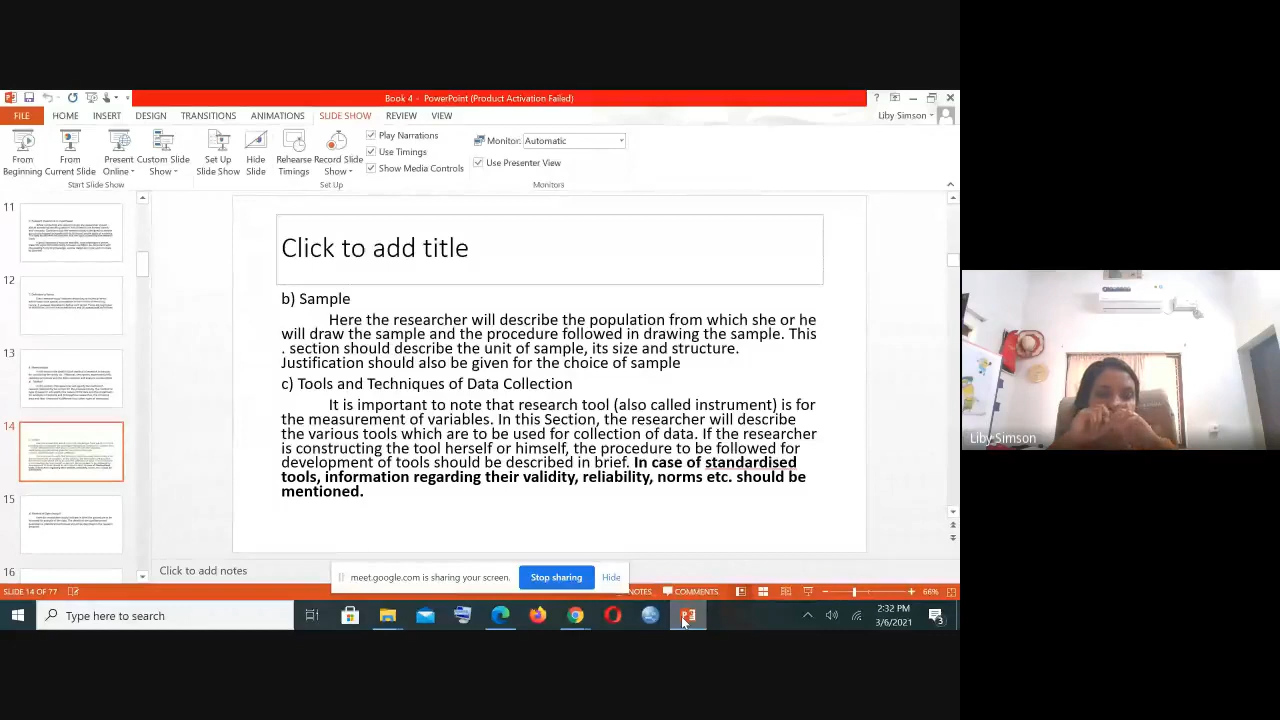 Book 4 - PowerPoint (Product Activation Failed)
FILE HOME INSERT DESIGN TRANSITIONS ANIMATIONS SLIDE SHOW REVIEW VIEW
Liby Simson
From Beginning
From Current Slide
Present Online
Custom Slide Show
Start Slide Show
Set Up Slide Show
Hide Slide
Rehearse Timings
Record Slide Show
Play Narrations
Use Timings
Show Media Controls
Set Up
Monitor: Automatic
Use Presenter View
Monitors
11
12
13
14
15
16
Click to add title
b) Sample
Here the researcher will describe the population from which she or he
will draw the sample and the procedure followed in drawing the sample. This
. section should describe the unit of sample, its size and structure.
Justification should also be given for the choice of sample
c) Tools and Techniques of Data Collection
It is important to note that research tool (also called instrument) is for
the measurement of variables. In this Section, the researcher will describe
the various tools which are to be used for collection of data. If the researcher
is constructing the tool herself or himself, the procedure to be followed for
development of tools should be described in brief. In case of standardised
tools, information regarding their validity, reliability, norms etc. should be
mentioned.
Click to add notes
meet.google.com is sharing your screen. Stop sharing Hide
SLIDE 14 OF 77
NOTES COMMENTS 66%
Type here to search
2:32 PM
3/6/2021
3
Liby Simson